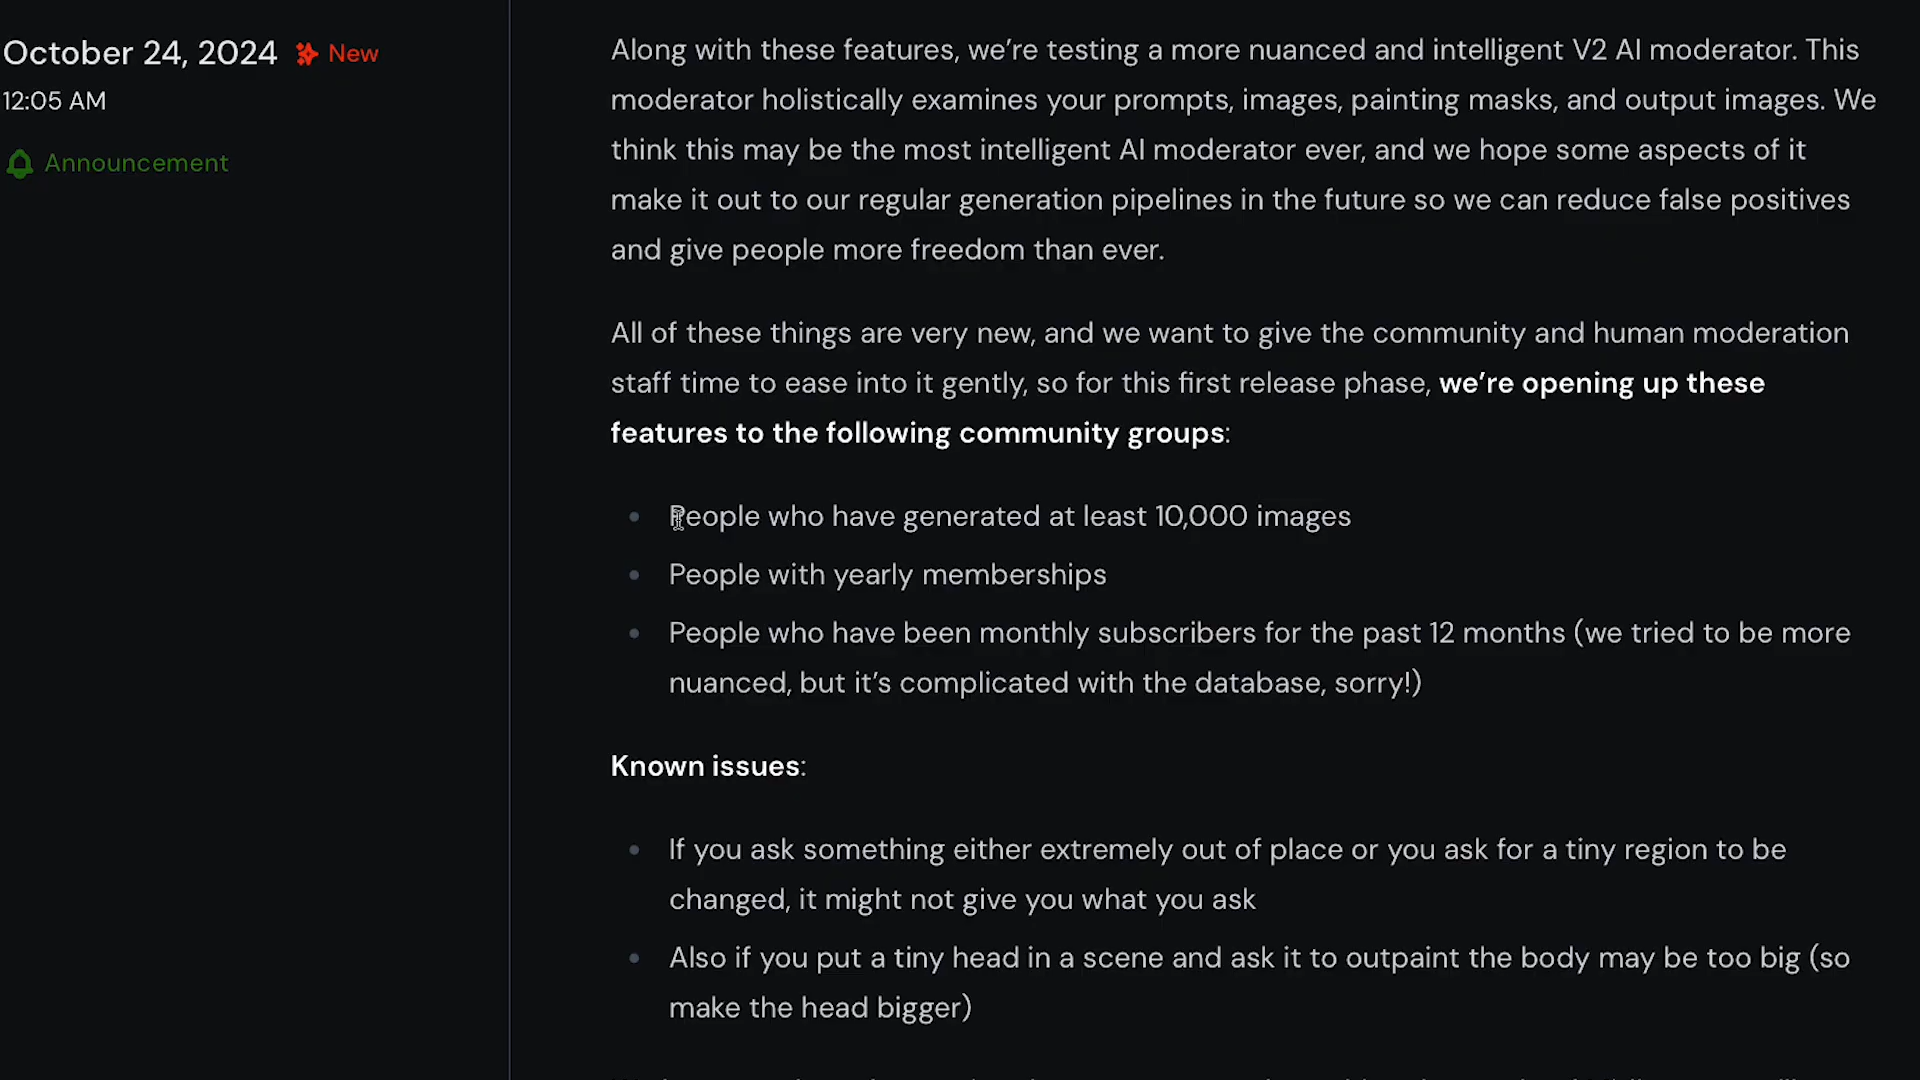 October 24, 2024 New
12:05 AM
Announcement
Along with these features, we’re testing a more nuanced and intelligent V2 AI moderator. This
moderator holistically examines your prompts, images, painting masks, and output images. We
think this may be the most intelligent AI moderator ever, and we hope some aspects of it
make it out to our regular generation pipelines in the future so we can reduce false positives
and give people more freedom than ever.
All of these things are very new, and we want to give the community and human moderation
staff time to ease into it gently, so for this first release phase, we’re opening up these
features to the following community groups:
People who have generated at least 10,000 images
People with yearly memberships
People who have been monthly subscribers for the past 12 months (we tried to be more
nuanced, but it’s complicated with the database, sorry!)
Known issues:
If you ask something either extremely out of place or you ask for a tiny region to be
changed, it might not give you what you ask
Also if you put a tiny head in a scene and ask it to outpaint the body may be too big (so
make the head bigger)